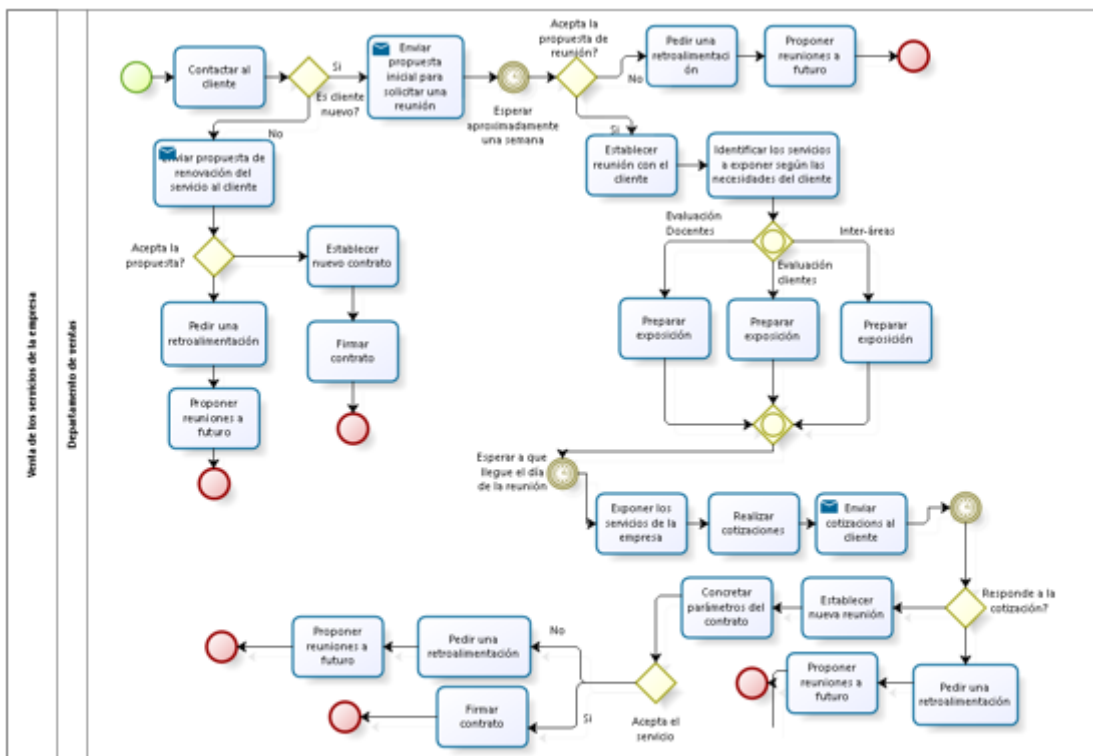 Venta de los servicios de la empresa
Departamento de ventas
Contactar al
cliente
Es cliente
nuevo?
Si
No
Enviar
propuesta
inicial para
solicitar una
reunión
Esperar
aproximadamente
una semana
Acepta la
propuesta de
reunión?
No
Si
Pedir una
retroalimentaci
ón
Proponer
reuniones a
futuro
Enviar propuesta de
renovación del
servicio al cliente
Establecer
reunión con el
cliente
Identificar los servicios
a exponer según las
necesidades del cliente
Acepta la
propuesta?
Establecer
nuevo contrato
Firmar
contrato
Pedir una
retroalimentación
Proponer
reuniones a
futuro
Evaluación
Docentes
Evaluación
clientes
Inter-áreas
Preparar
exposición
Preparar
exposición
Preparar
exposición
Esperar a que
llegue el día
de la reunión
Exponer los
servicios de la
empresa
Realizar
cotizaciones
Enviar
cotizacions al
cliente
Responde a la
cotización?
Establecer
nueva reunión
Concretar
parámetros del
contrato
Pedir una
retroalimentación
Proponer
reuniones a
futuro
Acepta el
servicio
No
Si
Pedir una
retroalimentación
Proponer
reuniones a
futuro
Firmar
contrato